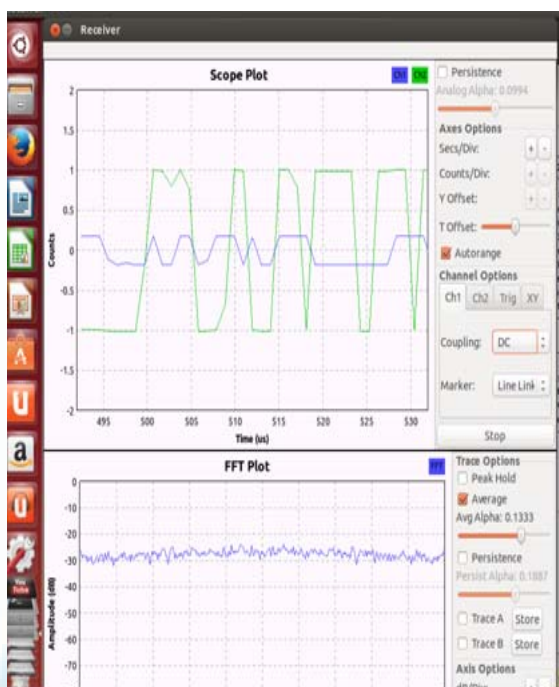 Receiver
Scope Plot
Ch1 Ch2
Persistence
Analog Alpha: 0.0994
Axes Options
Secs/Div: + -
Counts/Div: + -
Y Offset: + -
T Offset:
Autorange
Channel Options
Ch1 Ch2 Trig XY
Coupling: DC
Marker: Line Link
Stop
Counts
2
1.5
1
0.5
0
-0.5
-1
-1.5
-2
495 500 505 510 515 520 525 530
Time (us)
FFT Plot
FFT
Trace Options
Peak Hold
Average
Avg Alpha: 0.1333
Persistence
Persist Alpha: 0.1887
Trace A Store
Trace B Store
Axis Options
Amplitude (dB)
0
-10
-20
-30
-40
-50
-60
-70
a
You
Tube